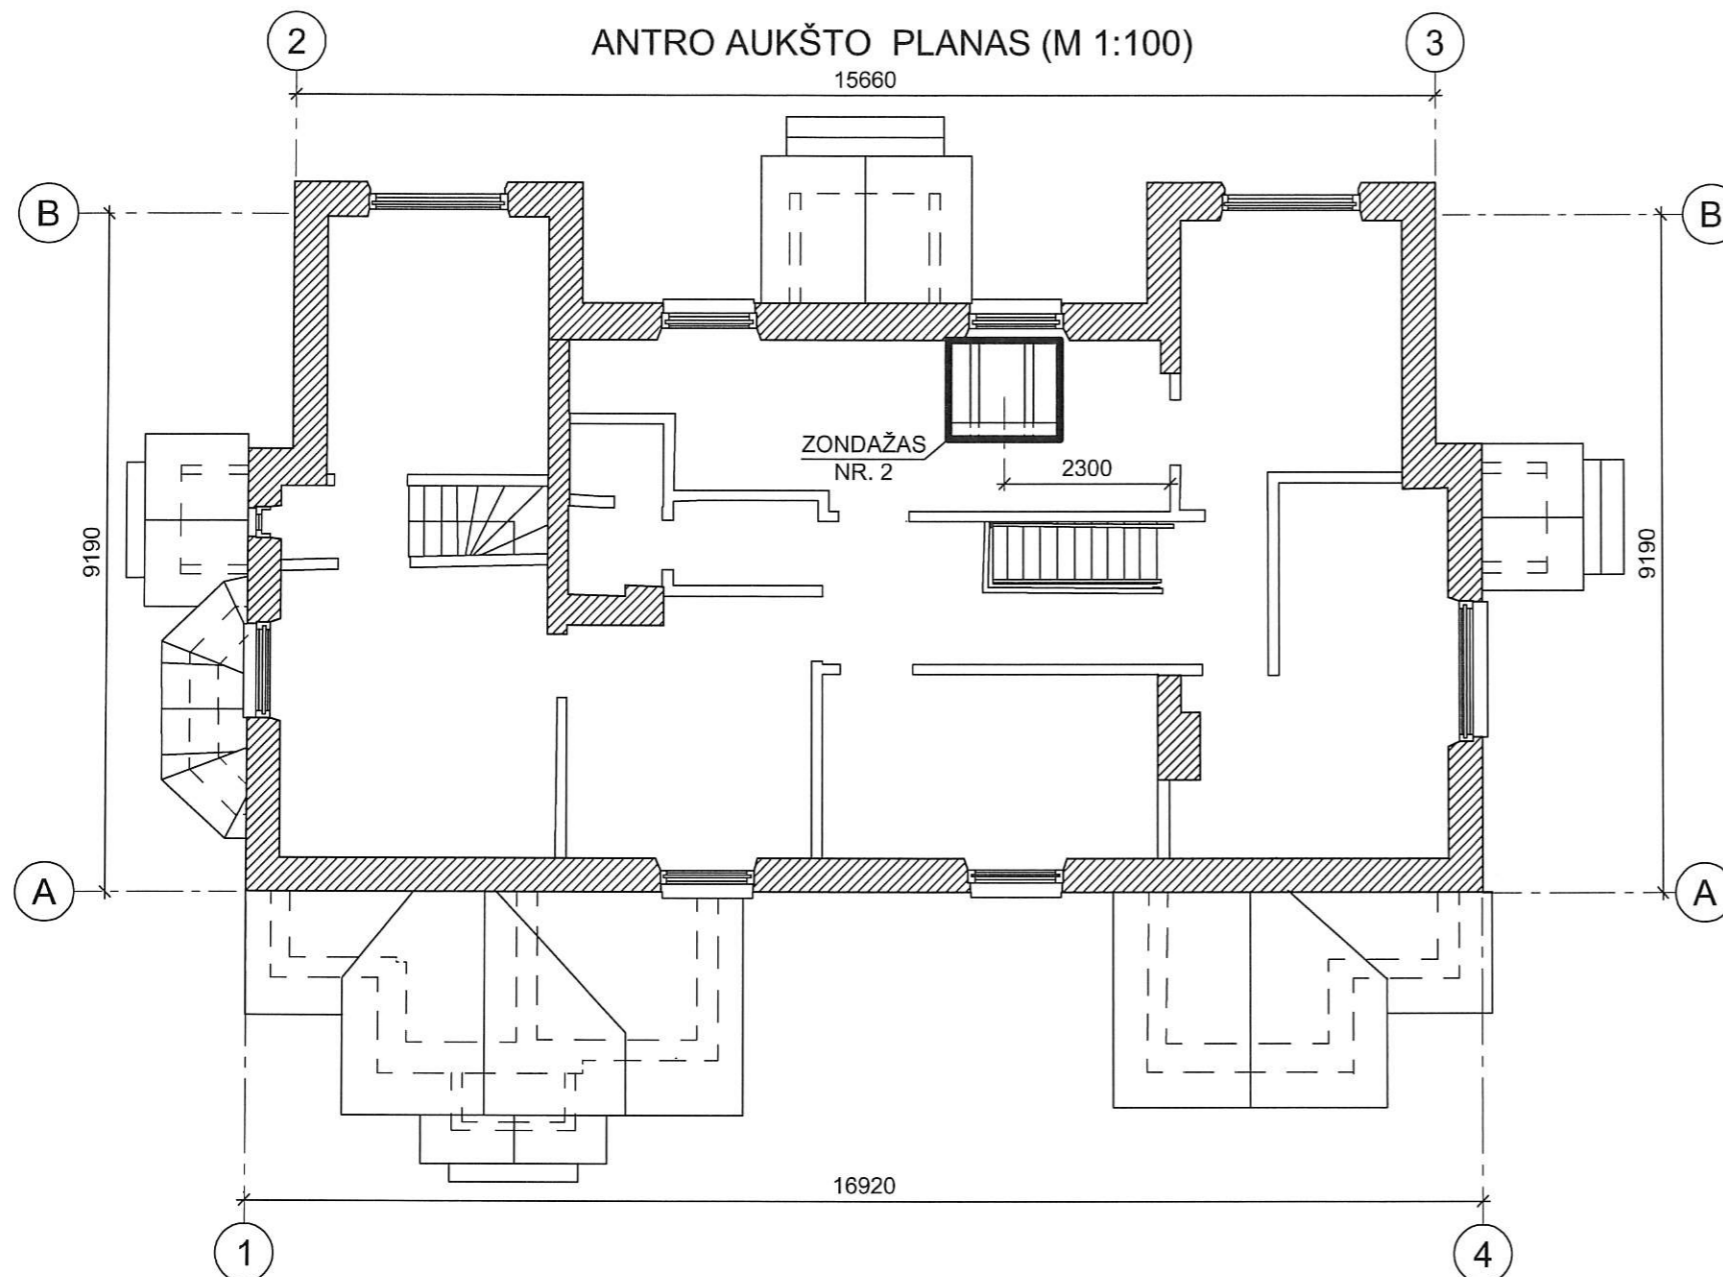 2
ANTRO AUKŠTO PLANAS (M 1:100)
3
15660
B
B
ZONDAŽAS
NR. 2
2300
9190
9190
A
A
16920
1
4